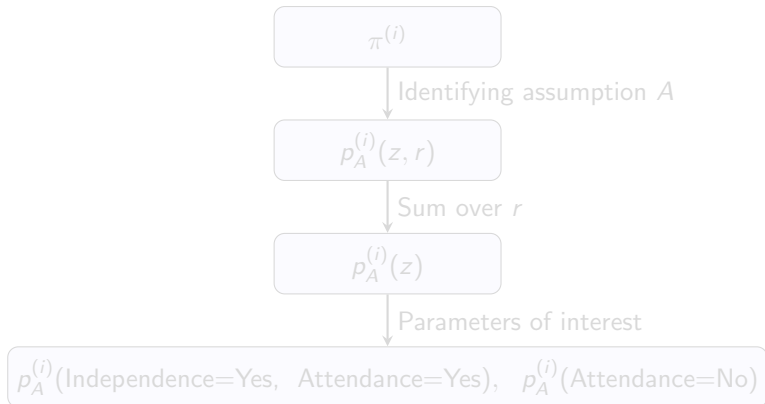 π^(i)
Identifying assumption A
p_A^(i)(z, r)
Sum over r
p_A^(i)(z)
Parameters of interest
p_A^(i)(Independence=Yes, Attendance=Yes), p_A^(i)(Attendance=No)